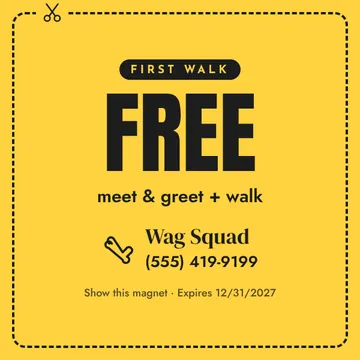 FIRST WALK
FREE
meet & greet + walk
Wag Squad
(555) 419-9199
Show this magnet · Expires 12/31/2027